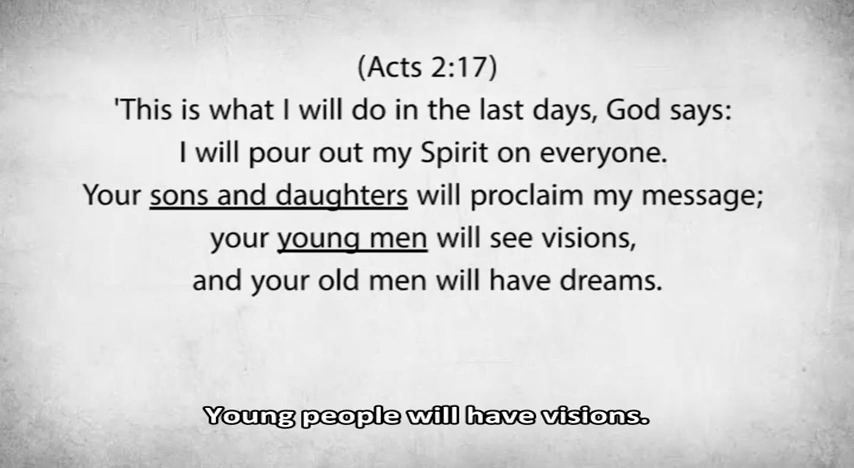 (Acts 2:17)
'This is what I will do in the last days, God says:
I will pour out my Spirit on everyone.
Your sons and daughters will proclaim my message;
your young men will see visions,
and your old men will have dreams.
Young people will have visions.